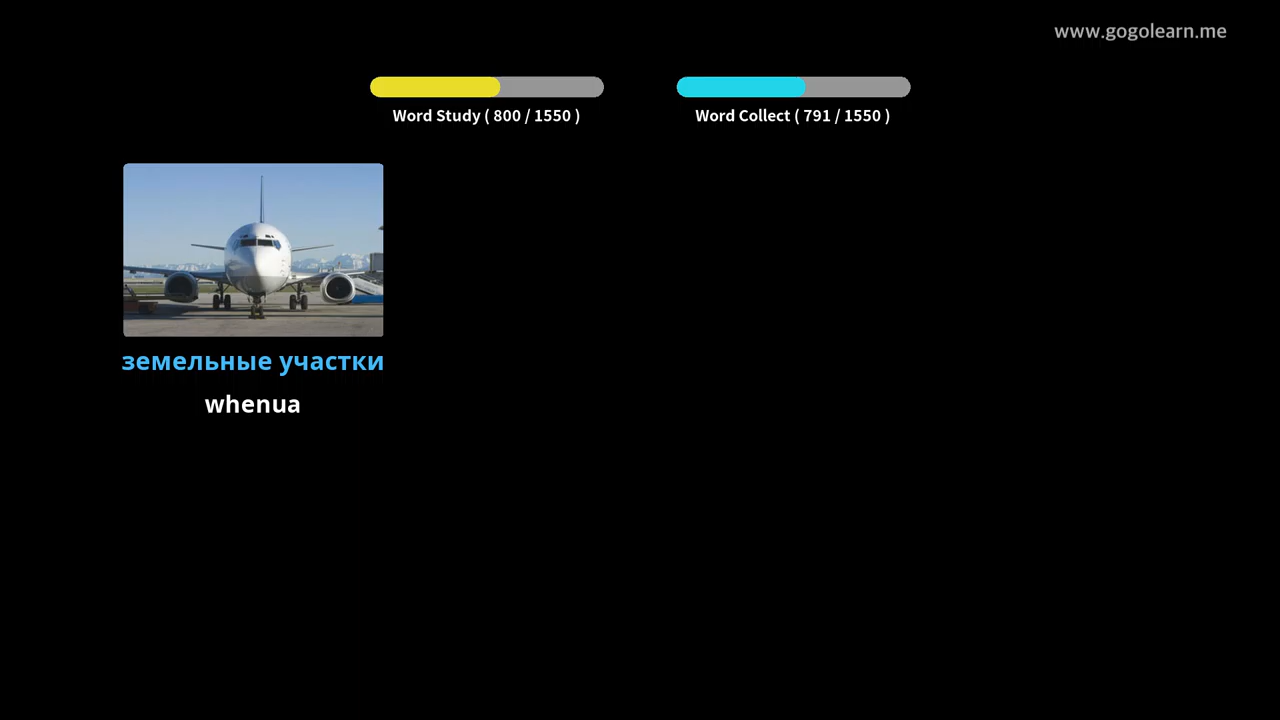 www.gogolearn.me
Word Study ( 800 / 1550 )
Word Collect ( 791 / 1550 )
земельные участки
whenua